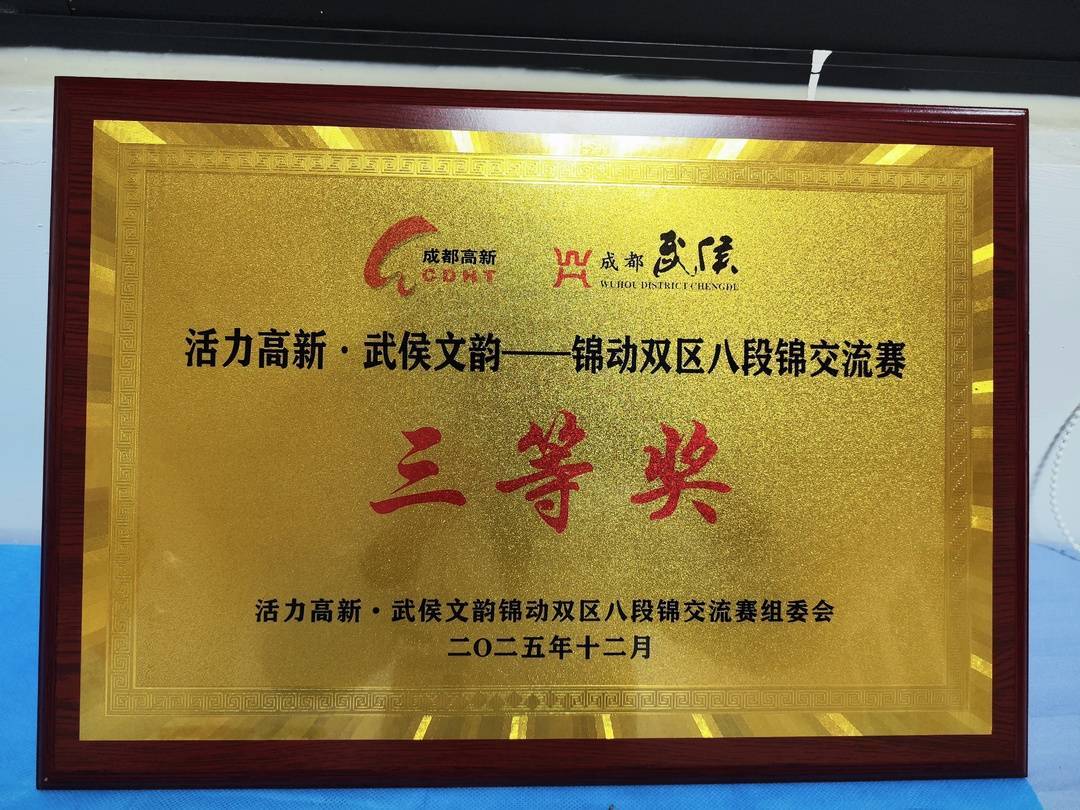 成都高新
CDHT
成都 武侯
WUHOU DISTRICT CHENGDU
活力高新·武侯文韵——锦动双区八段锦交流赛
三等奖
活力高新·武侯文韵锦动双区八段锦交流赛组委会
二〇二五年十二月